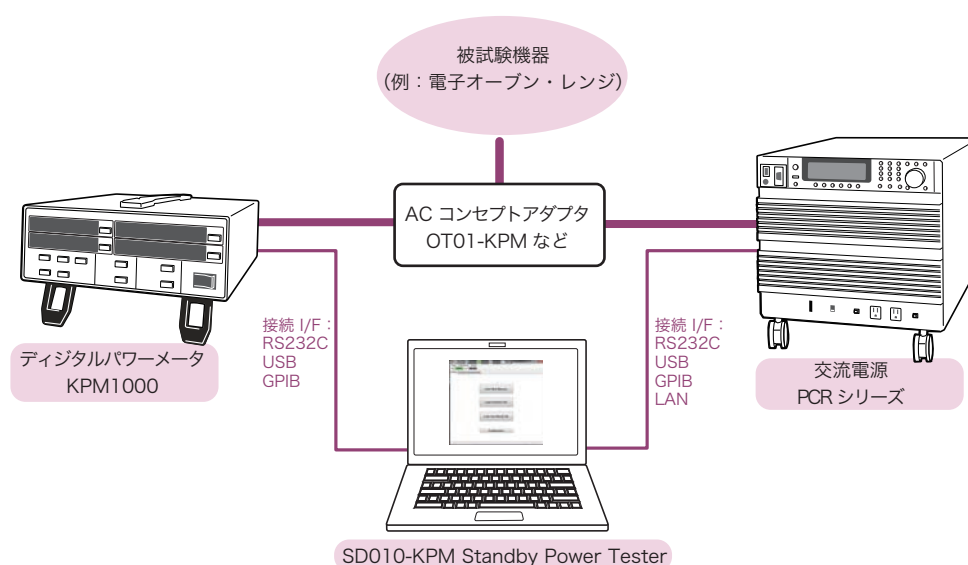 被試験機器
(例：電子オーブン・レンジ)
AC コンセプトアダプタ
OT01-KPM など
接続 I/F：
RS232C
USB
GPIB
接続 I/F：
RS232C
USB
GPIB
LAN
ディジタルパワーメータ
KPM1000
交流電源
PCR シリーズ
SD010-KPM Standby Power Tester